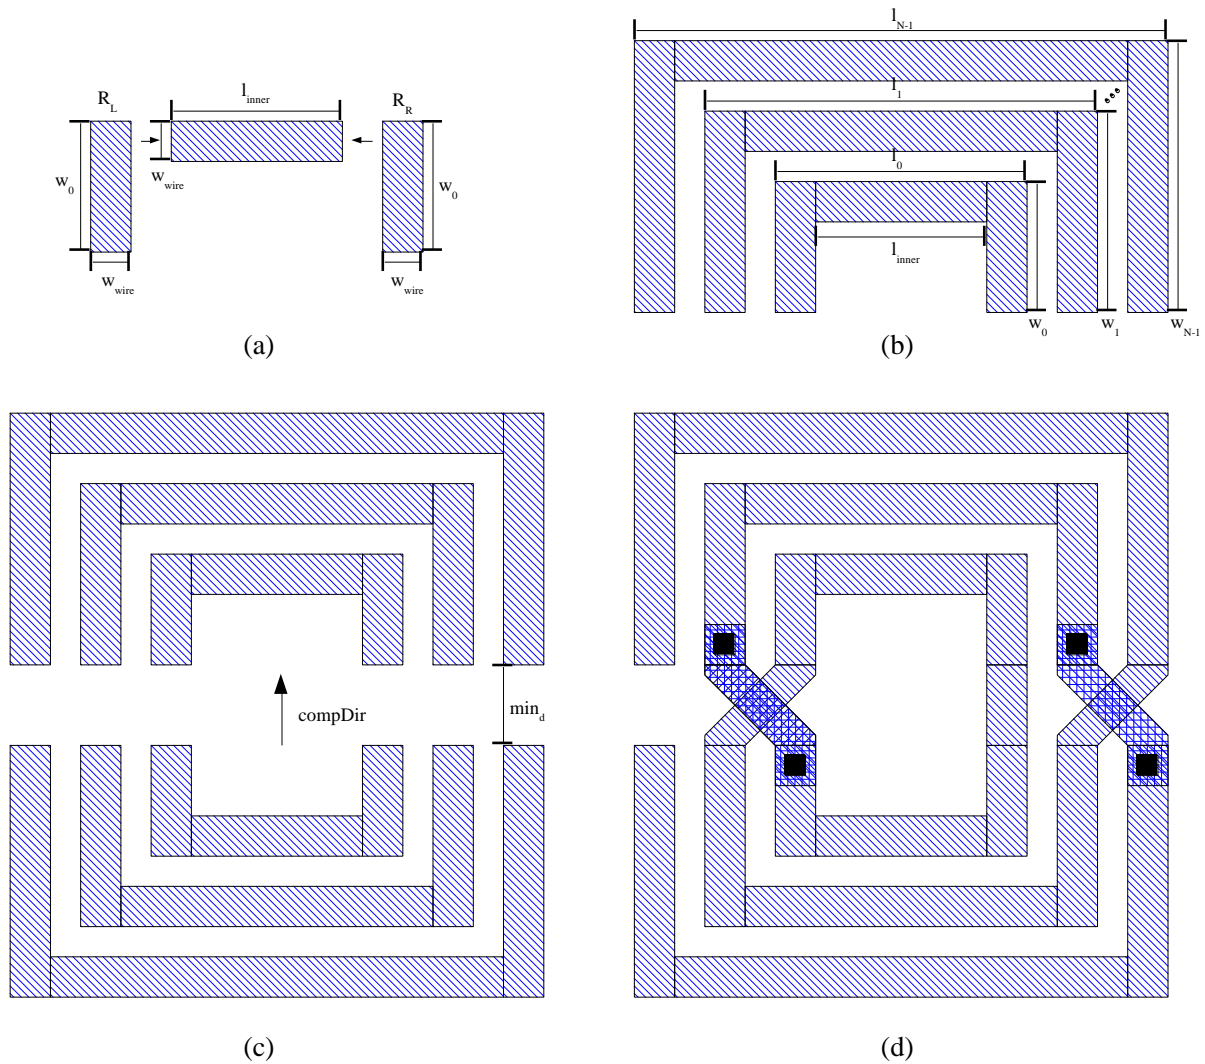 l_N-1
R_L
l_inner
R_R
l_1
w_0
w_wire
w_0
l_0
l_inner
w_wire
w_wire
w_0
w_1
w_N-1
(a)
(b)
compDir
min_d
(c)
(d)